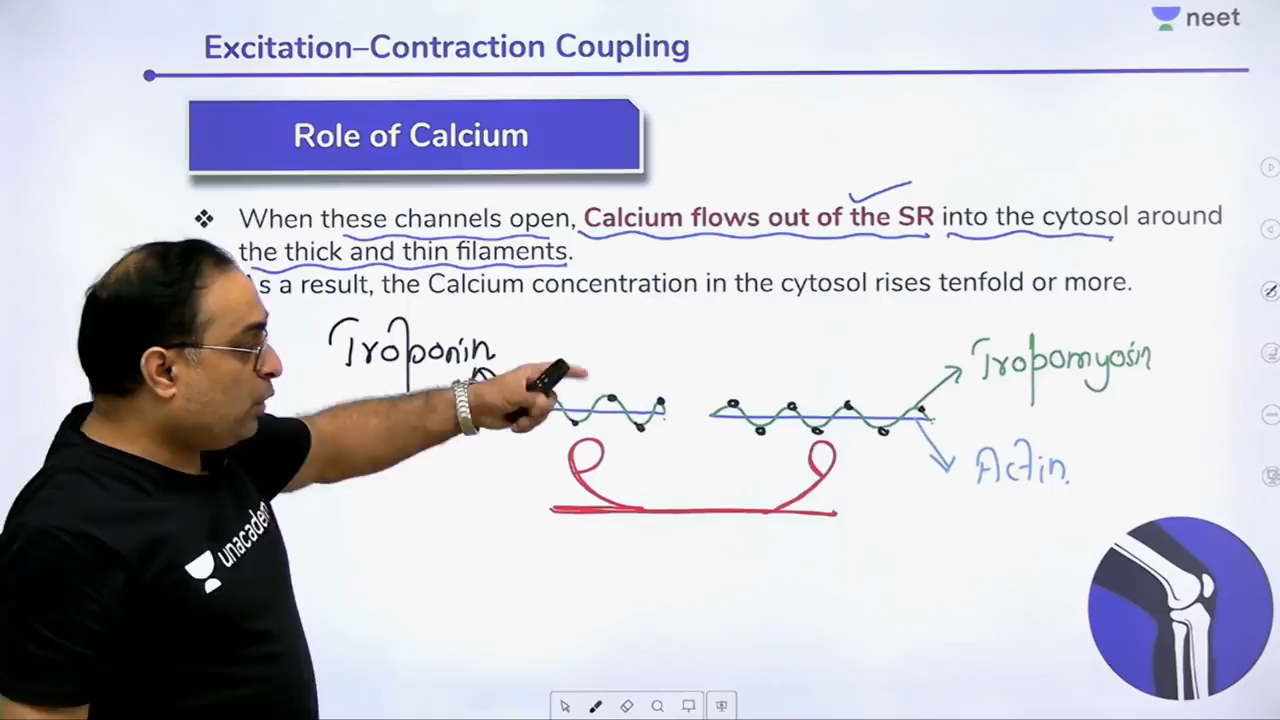 neet
Excitation–Contraction Coupling
Role of Calcium
❖ When these channels open, Calcium flows out of the SR into the cytosol around
the thick and thin filaments.
s a result, the Calcium concentration in the cytosol rises tenfold or more.
Troponin
Tropomyosin
Actin
unacadem